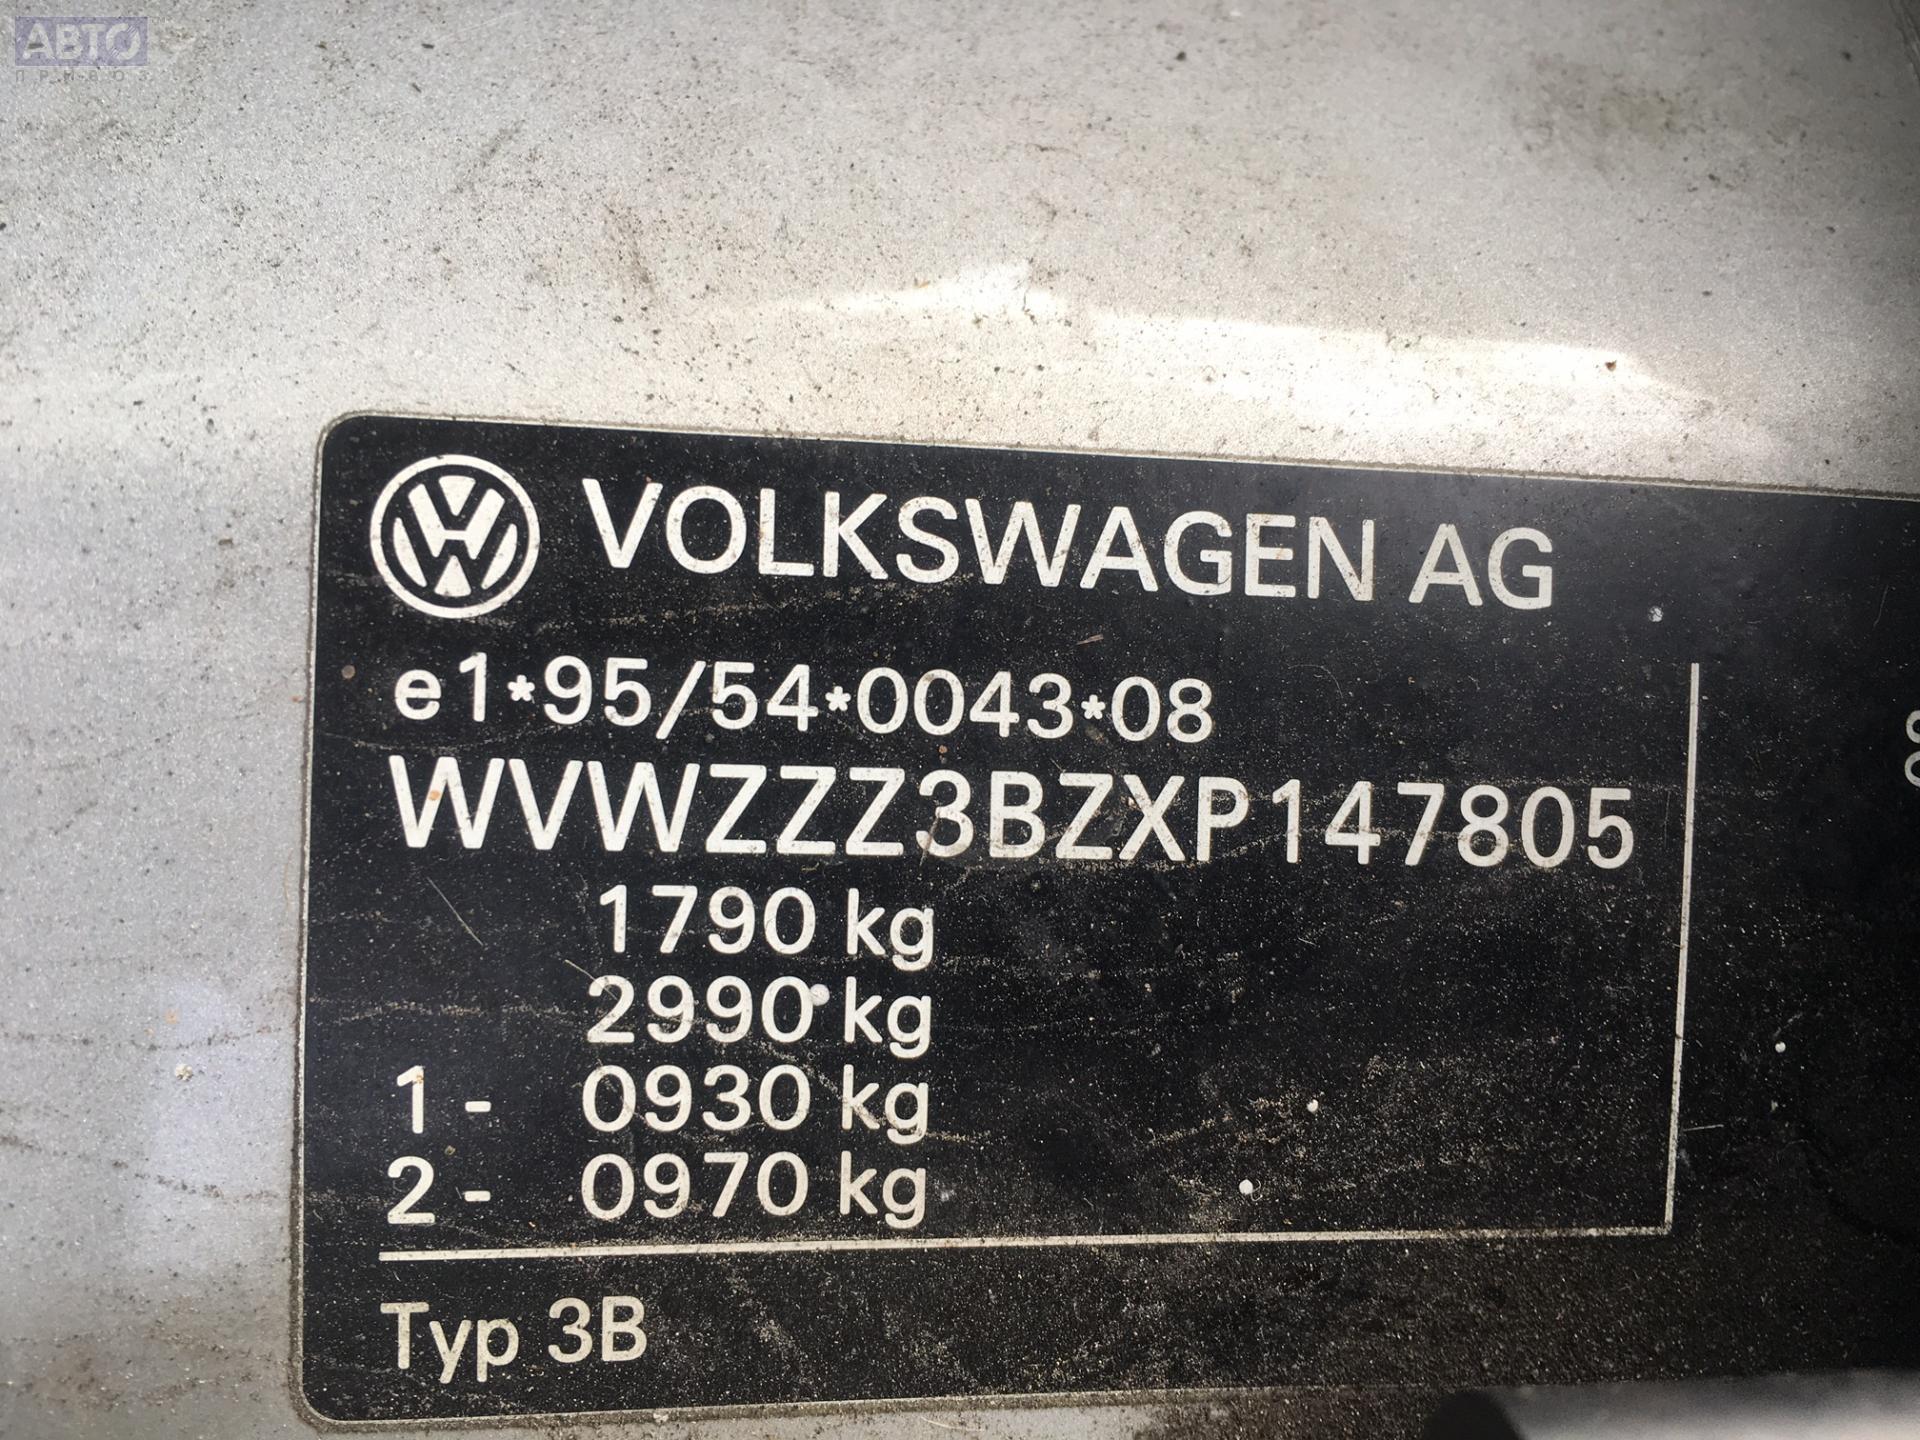 АВТО
ПРИВОЗ
VOLKSWAGEN AG
e1*95/54*0043*08
WVWZZZ3BZXP147805
1790 kg
2990 kg
1 - 0930 kg
2 - 0970 kg
Typ 3B